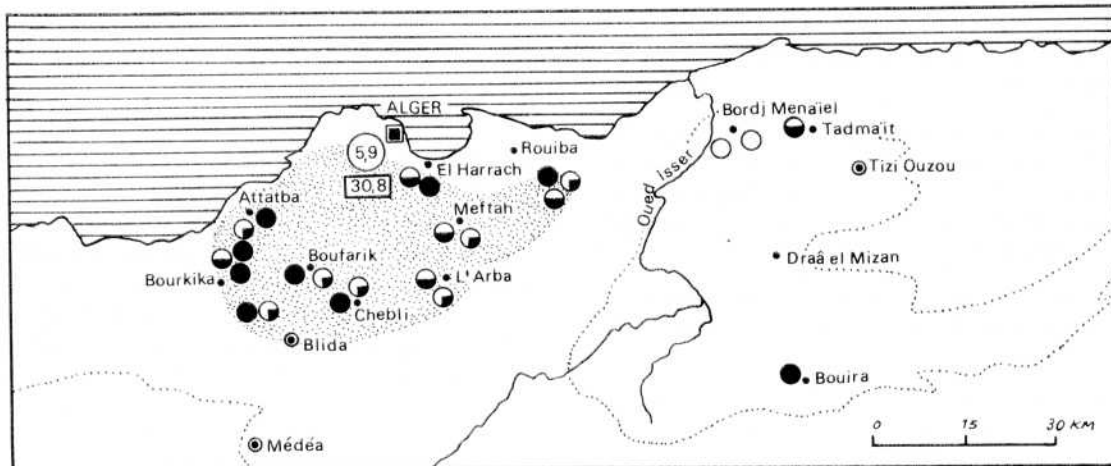 ALGER
5,9
30,8
El Harrach
Rouiba
Bordj Menaïel
Tadmaït
Tizi Ouzou
Oued Isser
Attatba
Meftah
Boufarik
L'Arba
Bourkika
Chebli
Draâ el Mizan
Blida
Bouira
Médéa
0 15 30 KM